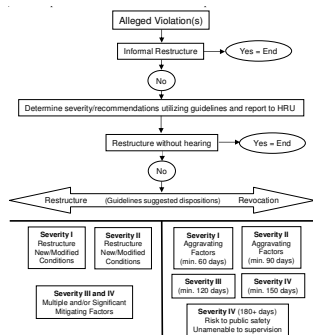 Alleged Violation(s)
Informal Restructure
Yes = End
No
Determine severity/recommendations utilizing guidelines and report to HRU
Restructure without hearing
Yes = End
No
Restructure (Guidelines suggested dispositions) Revocation
Severity I
Restructure
New/Modified
Conditions
Severity II
Restructure
New/Modified
Conditions
Severity III and IV
Multiple and/or Significant
Mitigating Factors
Severity I
Aggravating
Factors
(min. 60 days)
Severity II
Aggravating
Factors
(min. 90 days)
Severity III
(min. 120 days)
Severity IV
(min. 150 days)
Severity IV (180+ days)
Risk to public safety
Unamenable to supervision